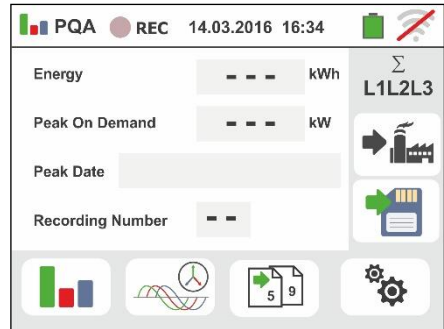 PQA REC 14.03.2016 16:34
Energy --- kWh
Σ
L1L2L3
Peak On Demand --- kW
Peak Date
Recording Number --
5 9